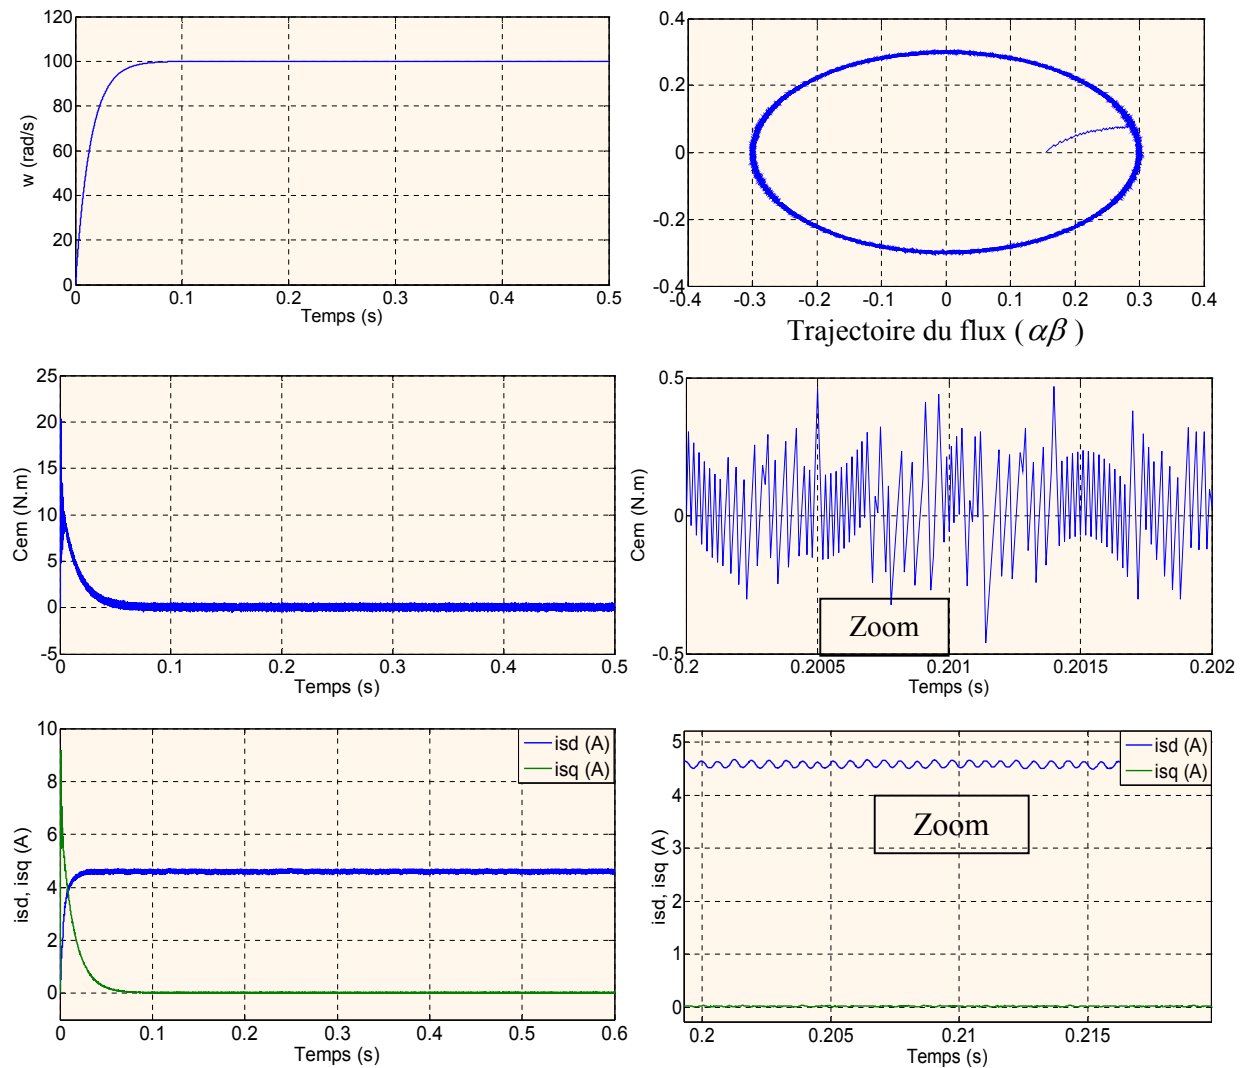 120
100
80
60
40
20
0
w (rad/s)
0 0.1 0.2 0.3 0.4 0.5
Temps (s)
0.4
0.2
0
-0.2
-0.4
-0.4 -0.3 -0.2 -0.1 0 0.1 0.2 0.3 0.4
Trajectoire du flux (αβ)
25
20
15
10
5
0
-5
Cem (N.m)
0 0.1 0.2 0.3 0.4 0.5
Temps (s)
0.5
0
-0.5
Cem (N.m)
Zoom
0.2 0.2005 0.201 0.2015 0.202
Temps (s)
10
8
6
4
2
0
isd, isq (A)
isd (A)
isq (A)
0 0.1 0.2 0.3 0.4 0.5 0.6
Temps (s)
5
4
3
2
1
0
isd, isq (A)
isd (A)
isq (A)
Zoom
0.2 0.205 0.21 0.215
Temps (s)